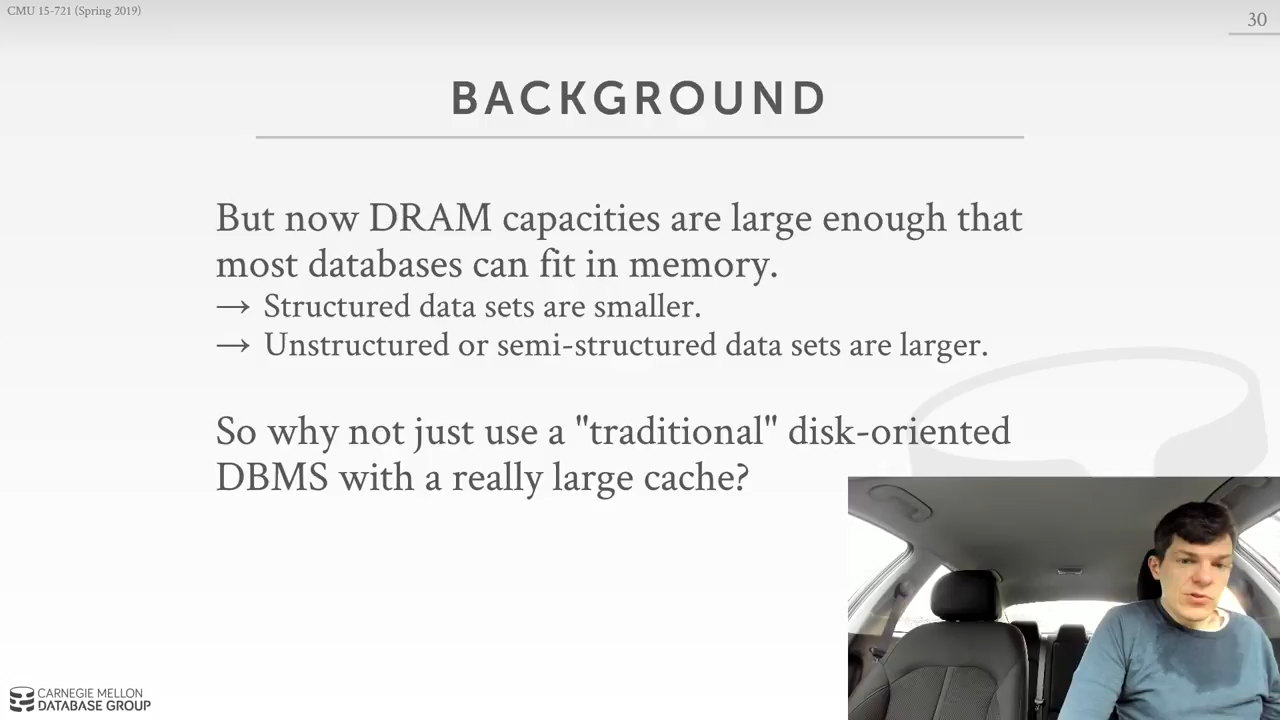 CMU 15-721 (Spring 2019)
30
BACKGROUND
But now DRAM capacities are large enough that
most databases can fit in memory.
→ Structured data sets are smaller.
→ Unstructured or semi-structured data sets are larger.
So why not just use a "traditional" disk-oriented
DBMS with a really large cache?
CARNEGIE MELLON
DATABASE GROUP